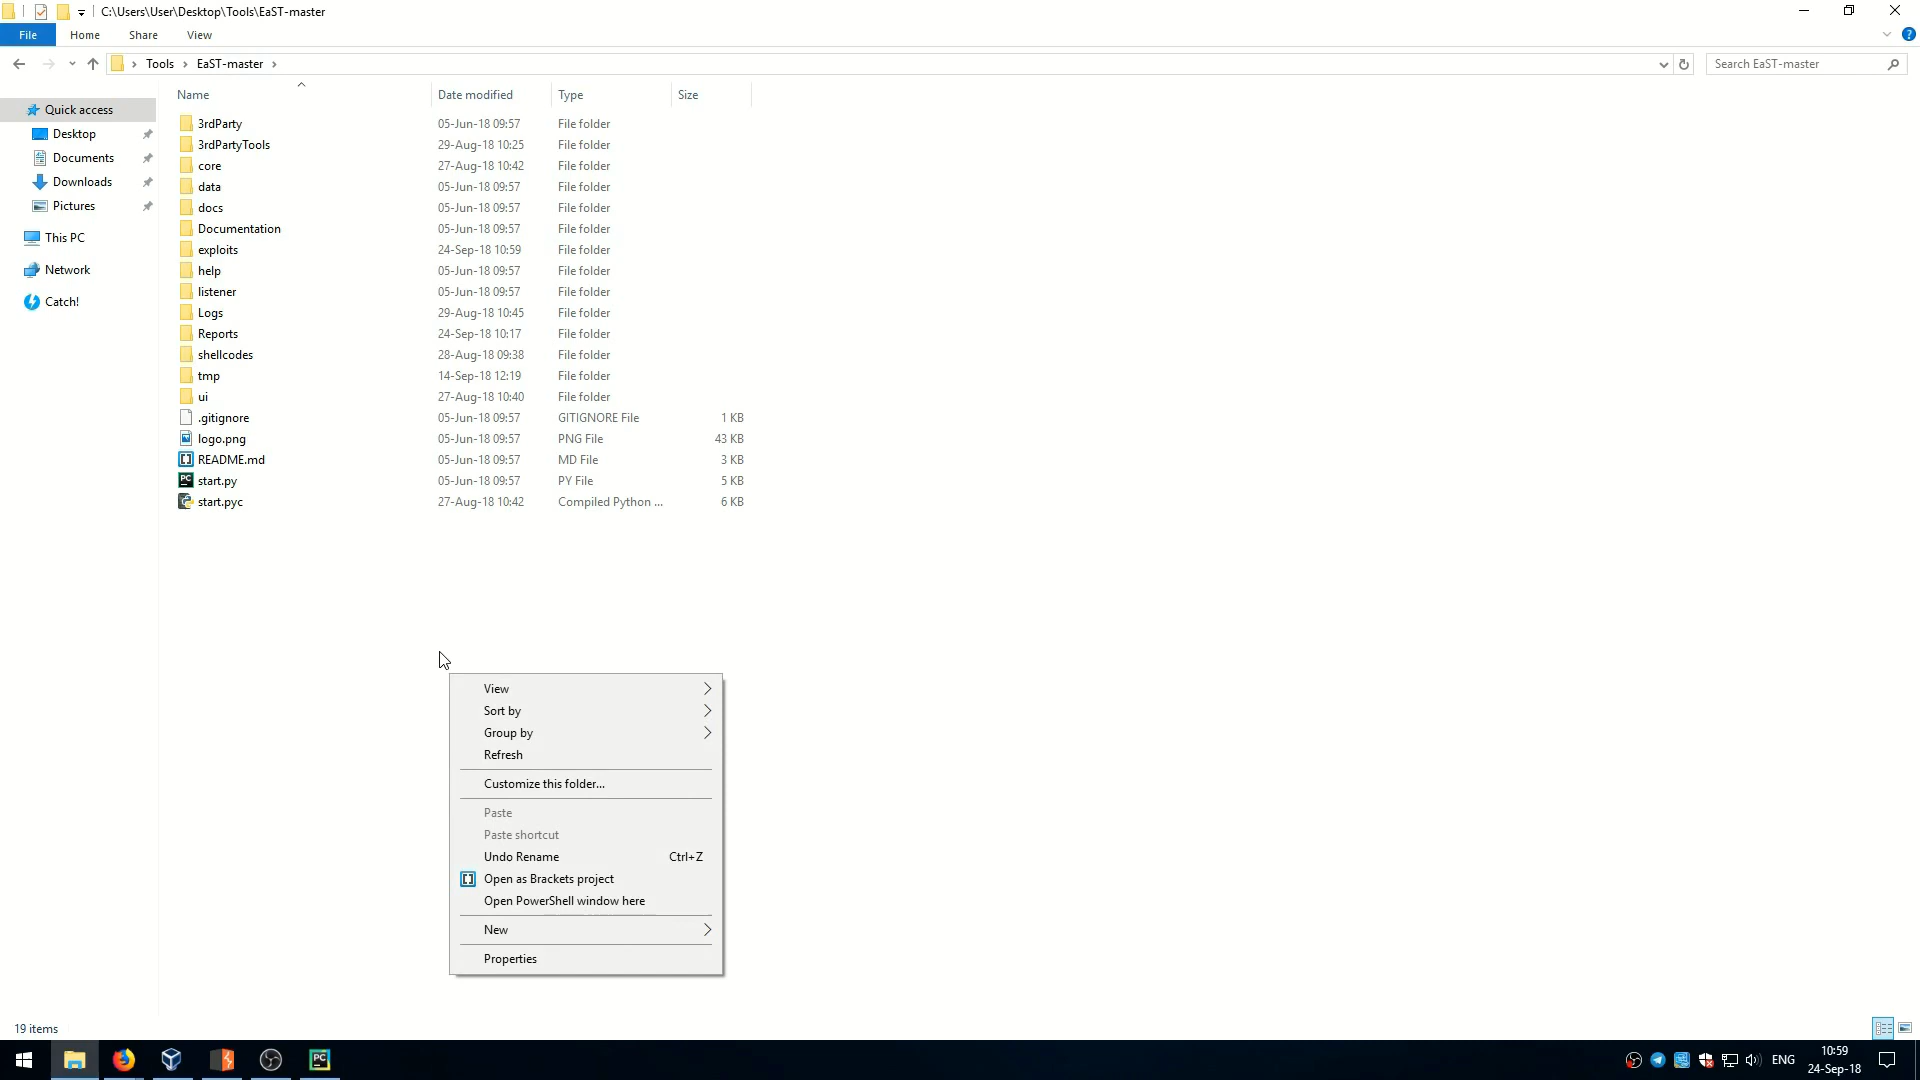 C:\Users\User\Desktop\Tools\EaST-master
File Home Share View
Tools EaST-master
Search EaST-master
Name Date modified Type Size
Quick access
Desktop
Documents
Downloads
Pictures
This PC
Network
Catch!
3rdParty 05-Jun-18 09:57 File folder
3rdPartyTools 29-Aug-18 10:25 File folder
core 27-Aug-18 10:42 File folder
data 05-Jun-18 09:57 File folder
docs 05-Jun-18 09:57 File folder
Documentation 05-Jun-18 09:57 File folder
exploits 24-Sep-18 10:59 File folder
help 05-Jun-18 09:57 File folder
listener 05-Jun-18 09:57 File folder
Logs 29-Aug-18 10:45 File folder
Reports 24-Sep-18 10:17 File folder
shellcodes 28-Aug-18 09:38 File folder
tmp 14-Sep-18 12:19 File folder
ui 27-Aug-18 10:40 File folder
.gitignore 05-Jun-18 09:57 GITIGNORE File 1 KB
logo.png 05-Jun-18 09:57 PNG File 43 KB
README.md 05-Jun-18 09:57 MD File 3 KB
start.py 05-Jun-18 09:57 PY File 5 KB
start.pyc 27-Aug-18 10:42 Compiled Python ... 6 KB
View
Sort by
Group by
Refresh
Customize this folder...
Paste
Paste shortcut
Undo Rename Ctrl+Z
Open as Brackets project
Open PowerShell window here
New
Properties
19 items
PC
ENG
10:59
24-Sep-18